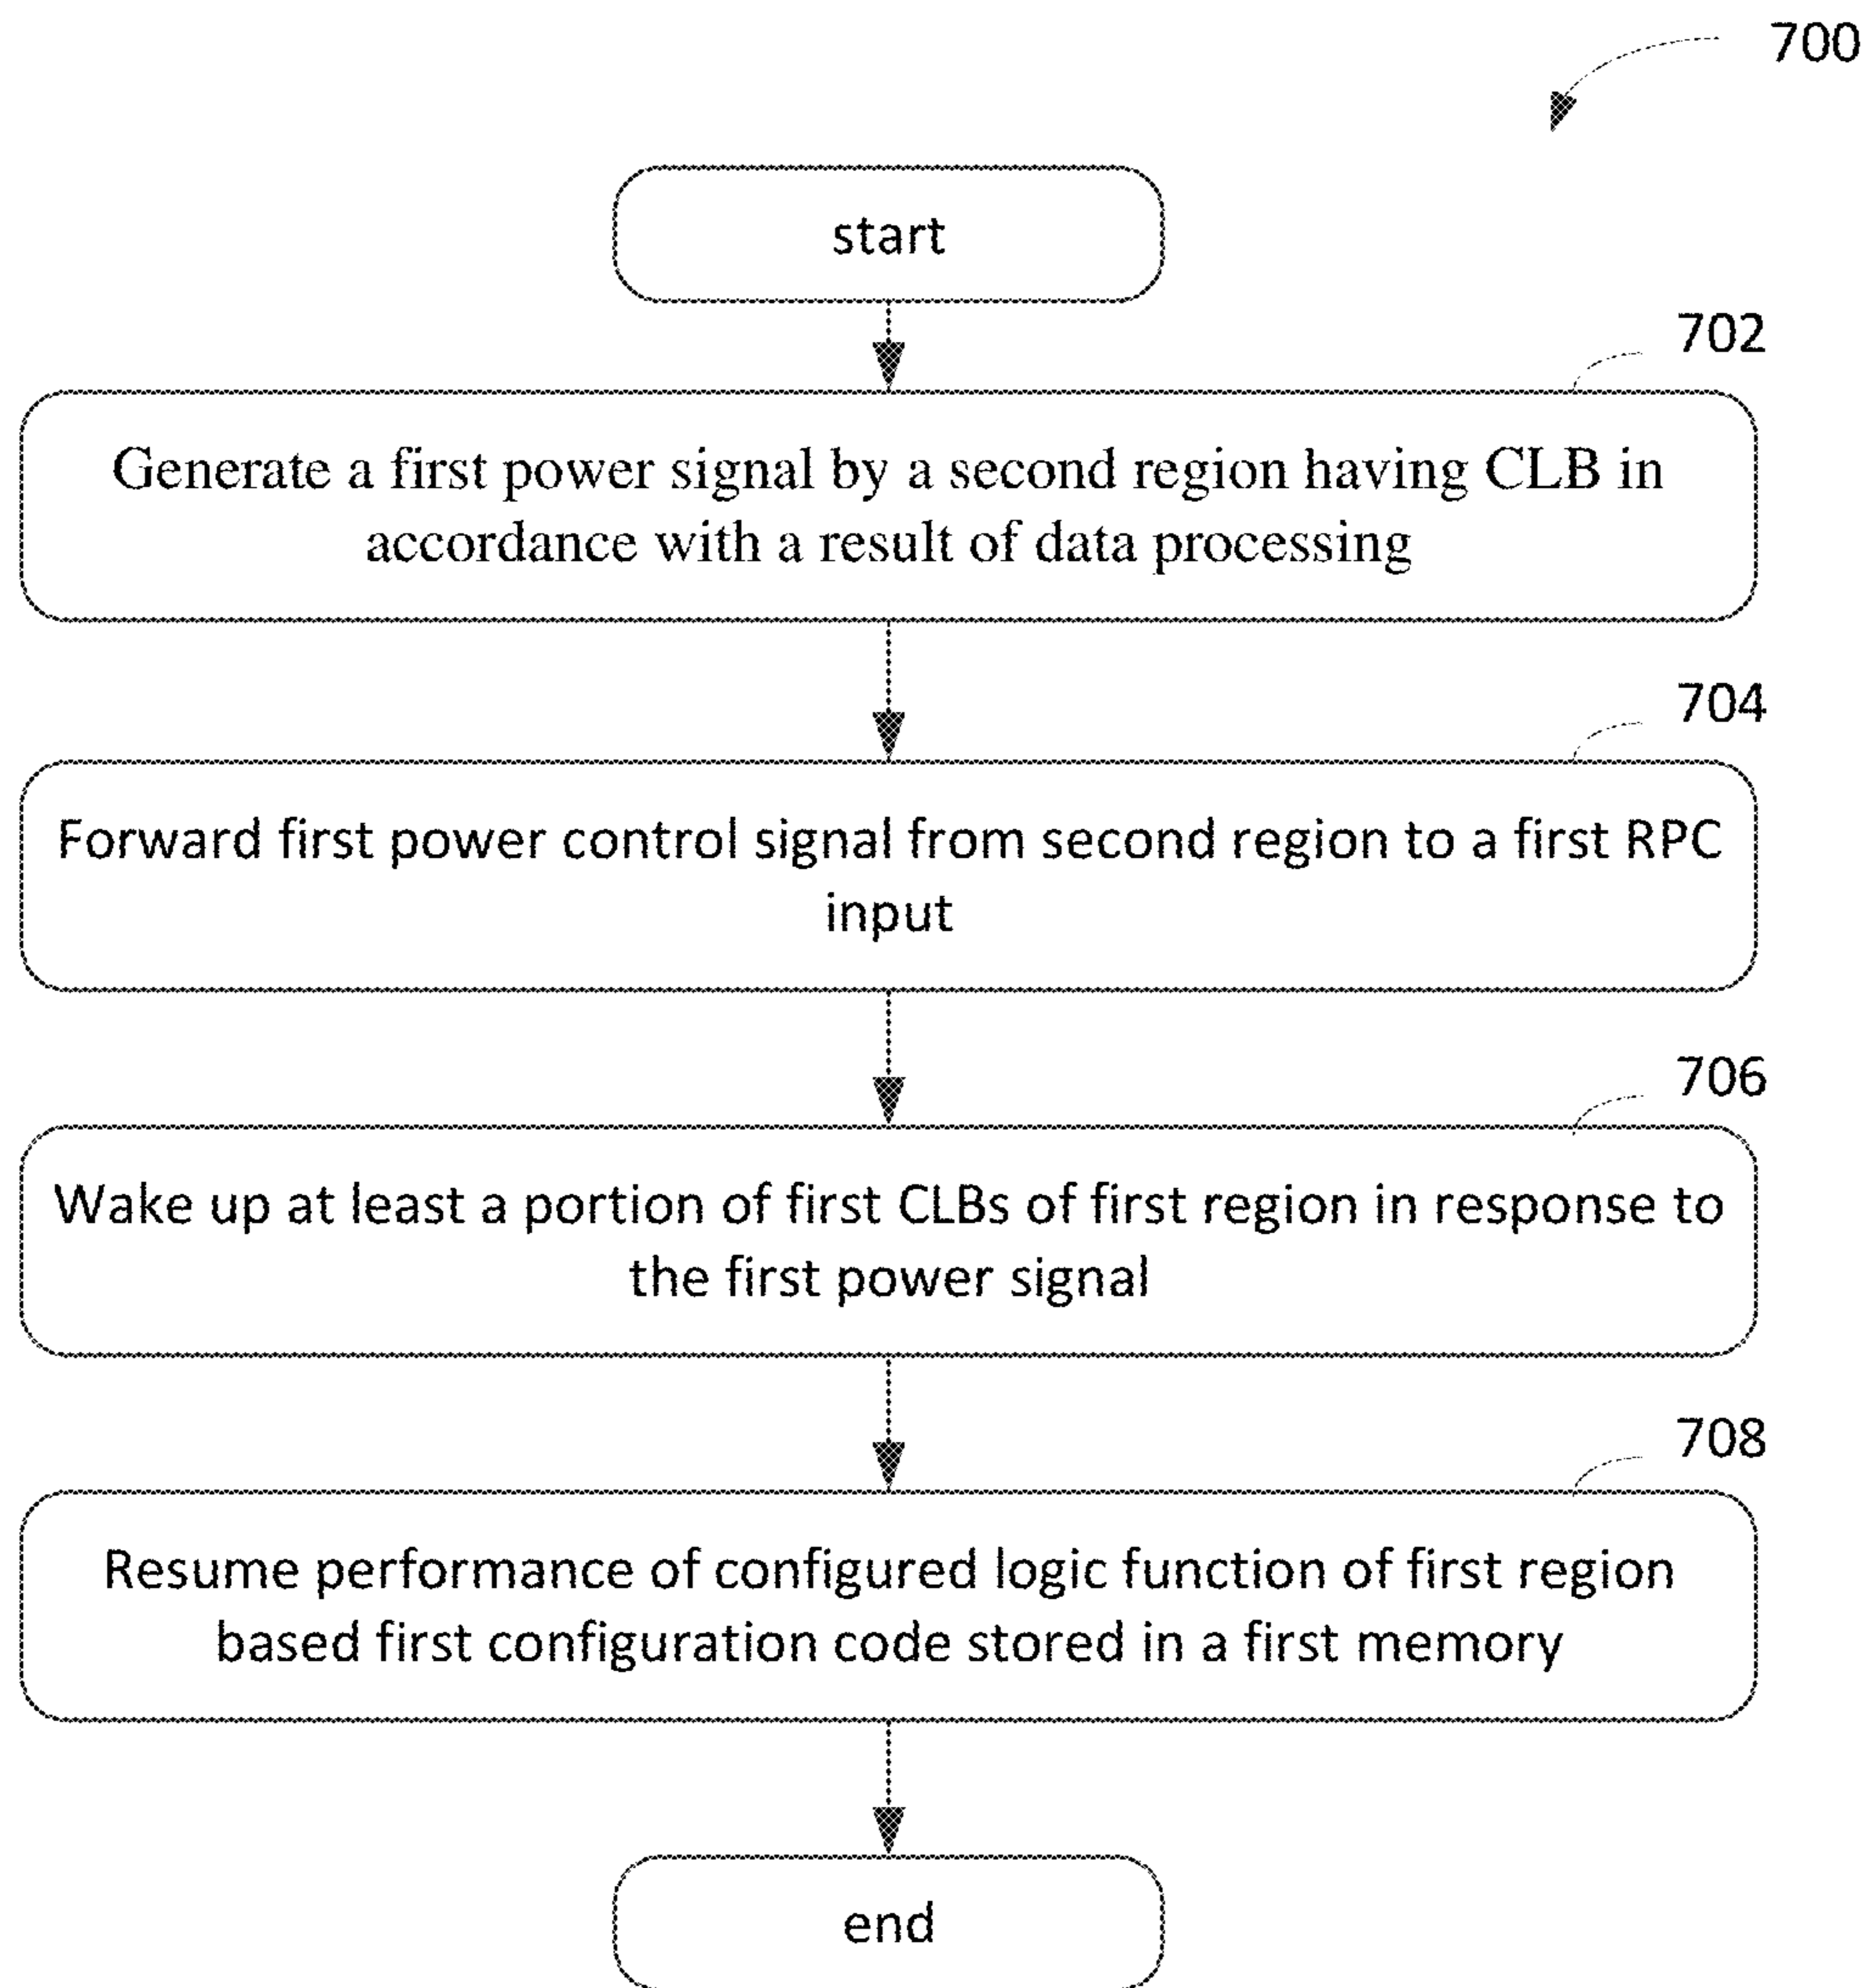 700
start
702
Generate a first power signal by a second region having CLB in
accordance with a result of data processing
704
Forward first power control signal from second region to a first RPC
input
706
Wake up at least a portion of first CLBs of first region in response to
the first power signal
708
Resume performance of configured logic function of first region
based first configuration code stored in a first memory
end